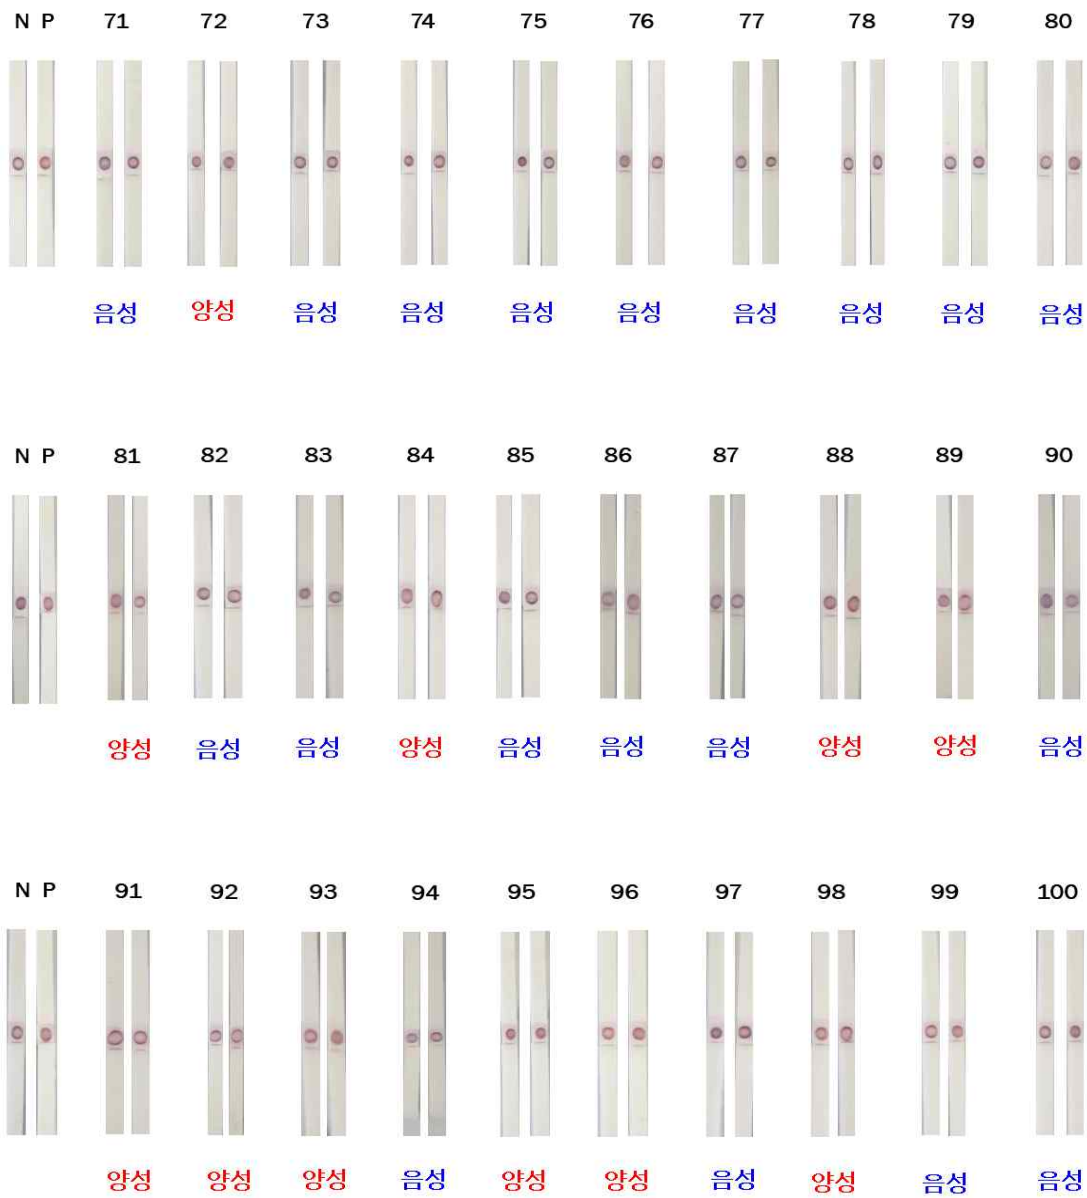 N P 71 72 73 74 75 76 77 78 79 80
음성 양성 음성 음성 음성 음성 음성 음성 음성 음성
N P 81 82 83 84 85 86 87 88 89 90
양성 음성 음성 양성 음성 음성 음성 양성 양성 음성
N P 91 92 93 94 95 96 97 98 99 100
양성 양성 양성 음성 양성 양성 음성 양성 음성 음성